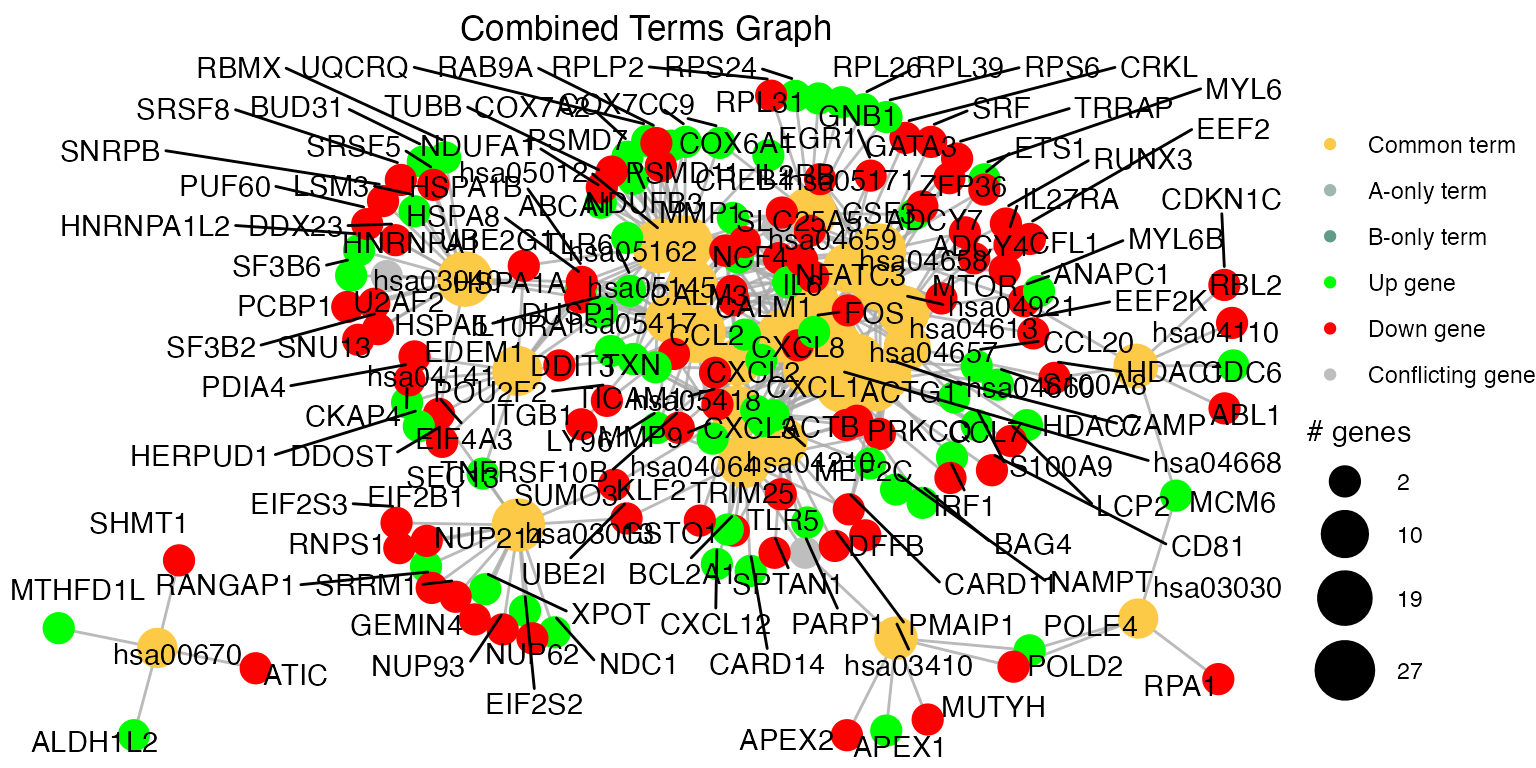 Combined Terms Graph
RBMX UQCRQ RAB9A RPLP2 RPS24 RPL26 RPL39 RPS6 CRKL
SRSF8 BUD31 TUBB COX7A2 COX7C RPL31 GNB1 SRF TRRAP MYL6
SRSF5 NDUFA1 PSMD7 COX6A1 EGR1 GATA3 ETS1 EEF2
SNRPB hsa05012 PSMD11 IL2RB hsa05171 ZFP36 RUNX3
PUF60 LSM3 HSPA1B ABCA1 NDUFB3 IL27RA CDKN1C
HNRNPA1L2 DDX23 HSPA8 MMP1 SLC25A5 CSF3 ADCY7
HNRNPA1 UBE2G1 TLR6 hsa05162 NCF4 hsa04659 hsa04658 ADCY4 CFL1 MYL6B
SF3B6 hsa03040 HSPA1A hsa05145 IL6 NFATC3 MTOR ANAPC1 RBL2
PCBP1 U2AF2 DUSP1 CALM3 CALM1 FOS hsa04921 EEF2K
SF3B2 SNU13 HSPA5 IL10RA hsa05417 CCL2 CXCL8 hsa04613 CCL20 hsa04110
PDIA4 hsa04141 EDEM1 DDIT3 TXN CXCL2 hsa04657 hsa04660 S100A8 HDAC1 CDC6
CKAP4 POU2F2 ITGB1 TICAM1 hsa05418 CXCL1 ACTG1 ABL1
HERPUD1 DDOST EIF4A3 LY96 MMP9 CXCL3 ACTB PRKCQ CCL7 HDAC7 CAMP
SEC13 TNFRSF10B hsa04064 hsa04210 MEF2C S100A9 hsa04668
EIF2S3 EIF2B1 SUMO3 KLF2 TRIM25 IRF1 LCP2 MCM6
SHMT1 RNPS1 NUP214 hsa03013 GSTO1 TLR5 DFFB BAG4 CD81
MTHFD1L RANGAP1 SRRM1 UBE2I BCL2A1 SPTAN1 CARD11 NAMPT hsa03030
GEMIN4 XPOT CXCL12 PARP1 PMAIP1 POLE4
hsa00670 ATIC NUP93 NUP62 NDC1 CARD14 hsa03410 POLD2 RPA1
EIF2S2 MUTYH
ALDH1L2 APEX2 APEX1
Common term
A-only term
B-only term
Up gene
Down gene
Conflicting gene
# genes
2
10
19
27